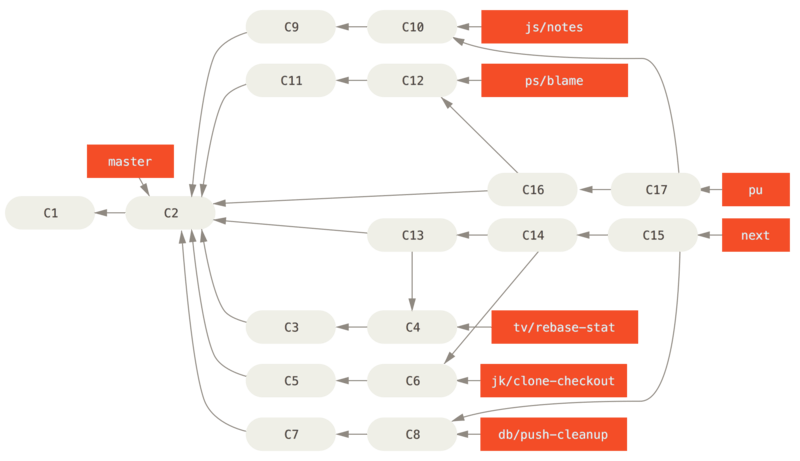 C9 C10 js/notes
C11 C12 ps/blame
master
C16 C17 pu
C1 C2
C13 C14 C15 next
C3 C4 tv/rebase-stat
C5 C6 jk/clone-checkout
C7 C8 db/push-cleanup